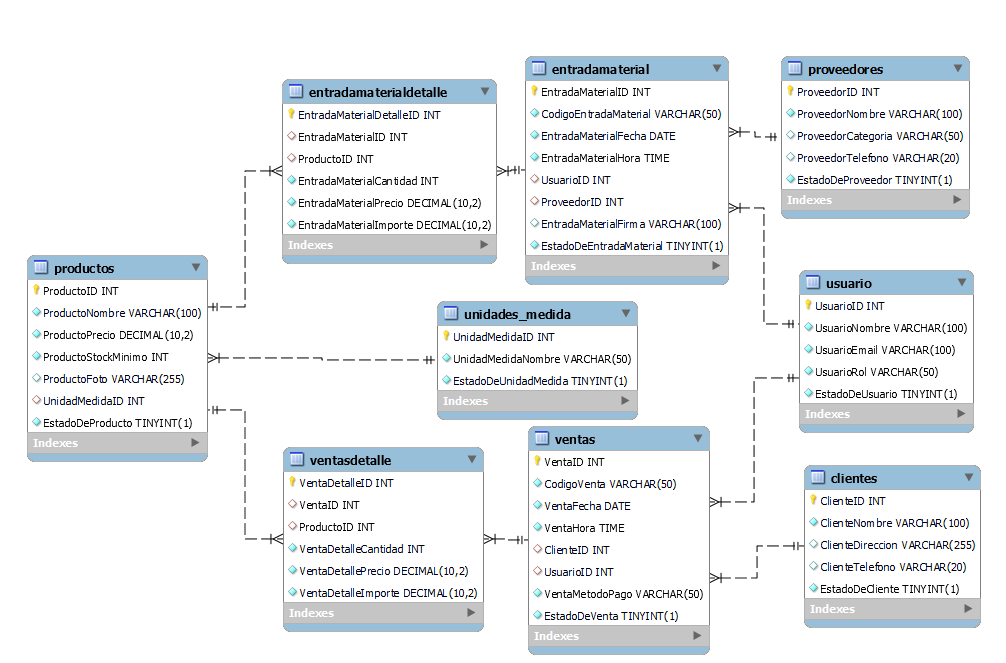 entradamaterialdetalle
EntradaMaterialDetalleID INT
EntradaMaterialID INT
ProductoID INT
EntradaMaterialCantidad INT
EntradaMaterialPrecio DECIMAL(10,2)
EntradaMaterialImporte DECIMAL(10,2)
Indexes
entradamaterial
EntradaMaterialID INT
CodigoEntradaMaterial VARCHAR(50)
EntradaMaterialFecha DATE
EntradaMaterialHora TIME
UsuarioID INT
ProveedorID INT
EntradaMaterialFirma VARCHAR(100)
EstadoDeEntradaMaterial TINYINT(1)
Indexes
proveedores
ProveedorID INT
ProveedorNombre VARCHAR(100)
ProveedorCategoria VARCHAR(50)
ProveedorTelefono VARCHAR(20)
EstadoDeProveedor TINYINT(1)
Indexes
productos
ProductoID INT
ProductoNombre VARCHAR(100)
ProductoPrecio DECIMAL(10,2)
ProductoStockMinimo INT
ProductoFoto VARCHAR(255)
UnidadMedidaID INT
EstadoDeProducto TINYINT(1)
Indexes
unidades_medida
UnidadMedidaID INT
UnidadMedidaNombre VARCHAR(50)
EstadoDeUnidadMedida TINYINT(1)
Indexes
usuario
UsuarioID INT
UsuarioNombre VARCHAR(100)
UsuarioEmail VARCHAR(100)
UsuarioRol VARCHAR(50)
EstadoDeUsuario TINYINT(1)
Indexes
ventasdetalle
VentaDetalleID INT
VentaID INT
ProductoID INT
VentaDetalleCantidad INT
VentaDetallePrecio DECIMAL(10,2)
VentaDetalleImporte DECIMAL(10,2)
Indexes
ventas
VentaID INT
CodigoVenta VARCHAR(50)
VentaFecha DATE
VentaHora TIME
ClienteID INT
UsuarioID INT
VentaMetodoPago VARCHAR(50)
EstadoDeVenta TINYINT(1)
Indexes
clientes
ClienteID INT
ClienteNombre VARCHAR(100)
ClienteDireccion VARCHAR(255)
ClienteTelefono VARCHAR(20)
EstadoDeCliente TINYINT(1)
Indexes